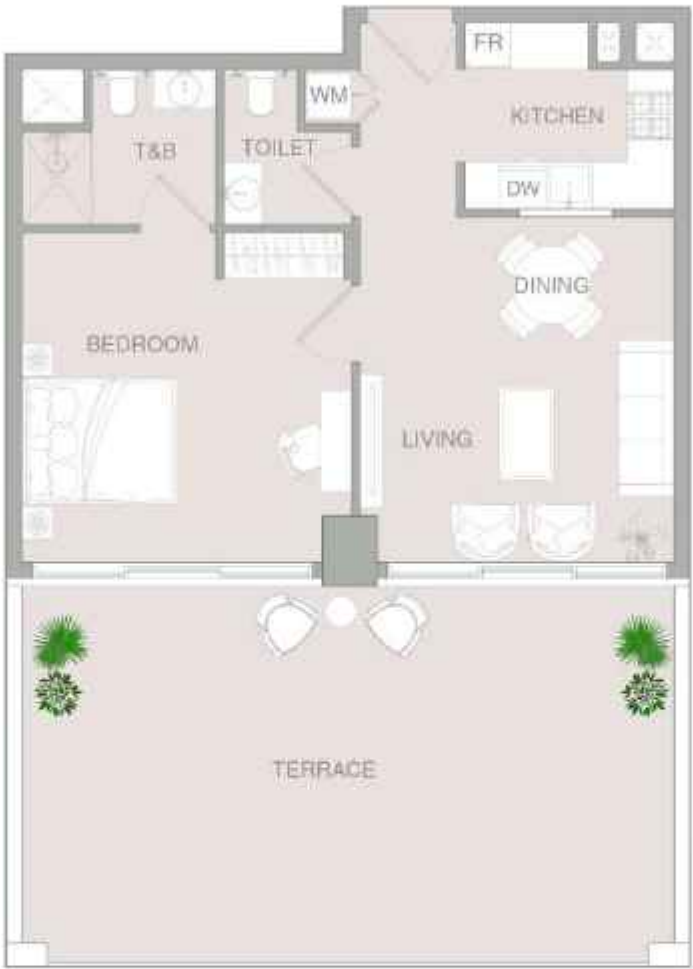 FR
WM
KITCHEN
T&B
TOILET
DW
DINING
BEDROOM
LIVING
TERRACE